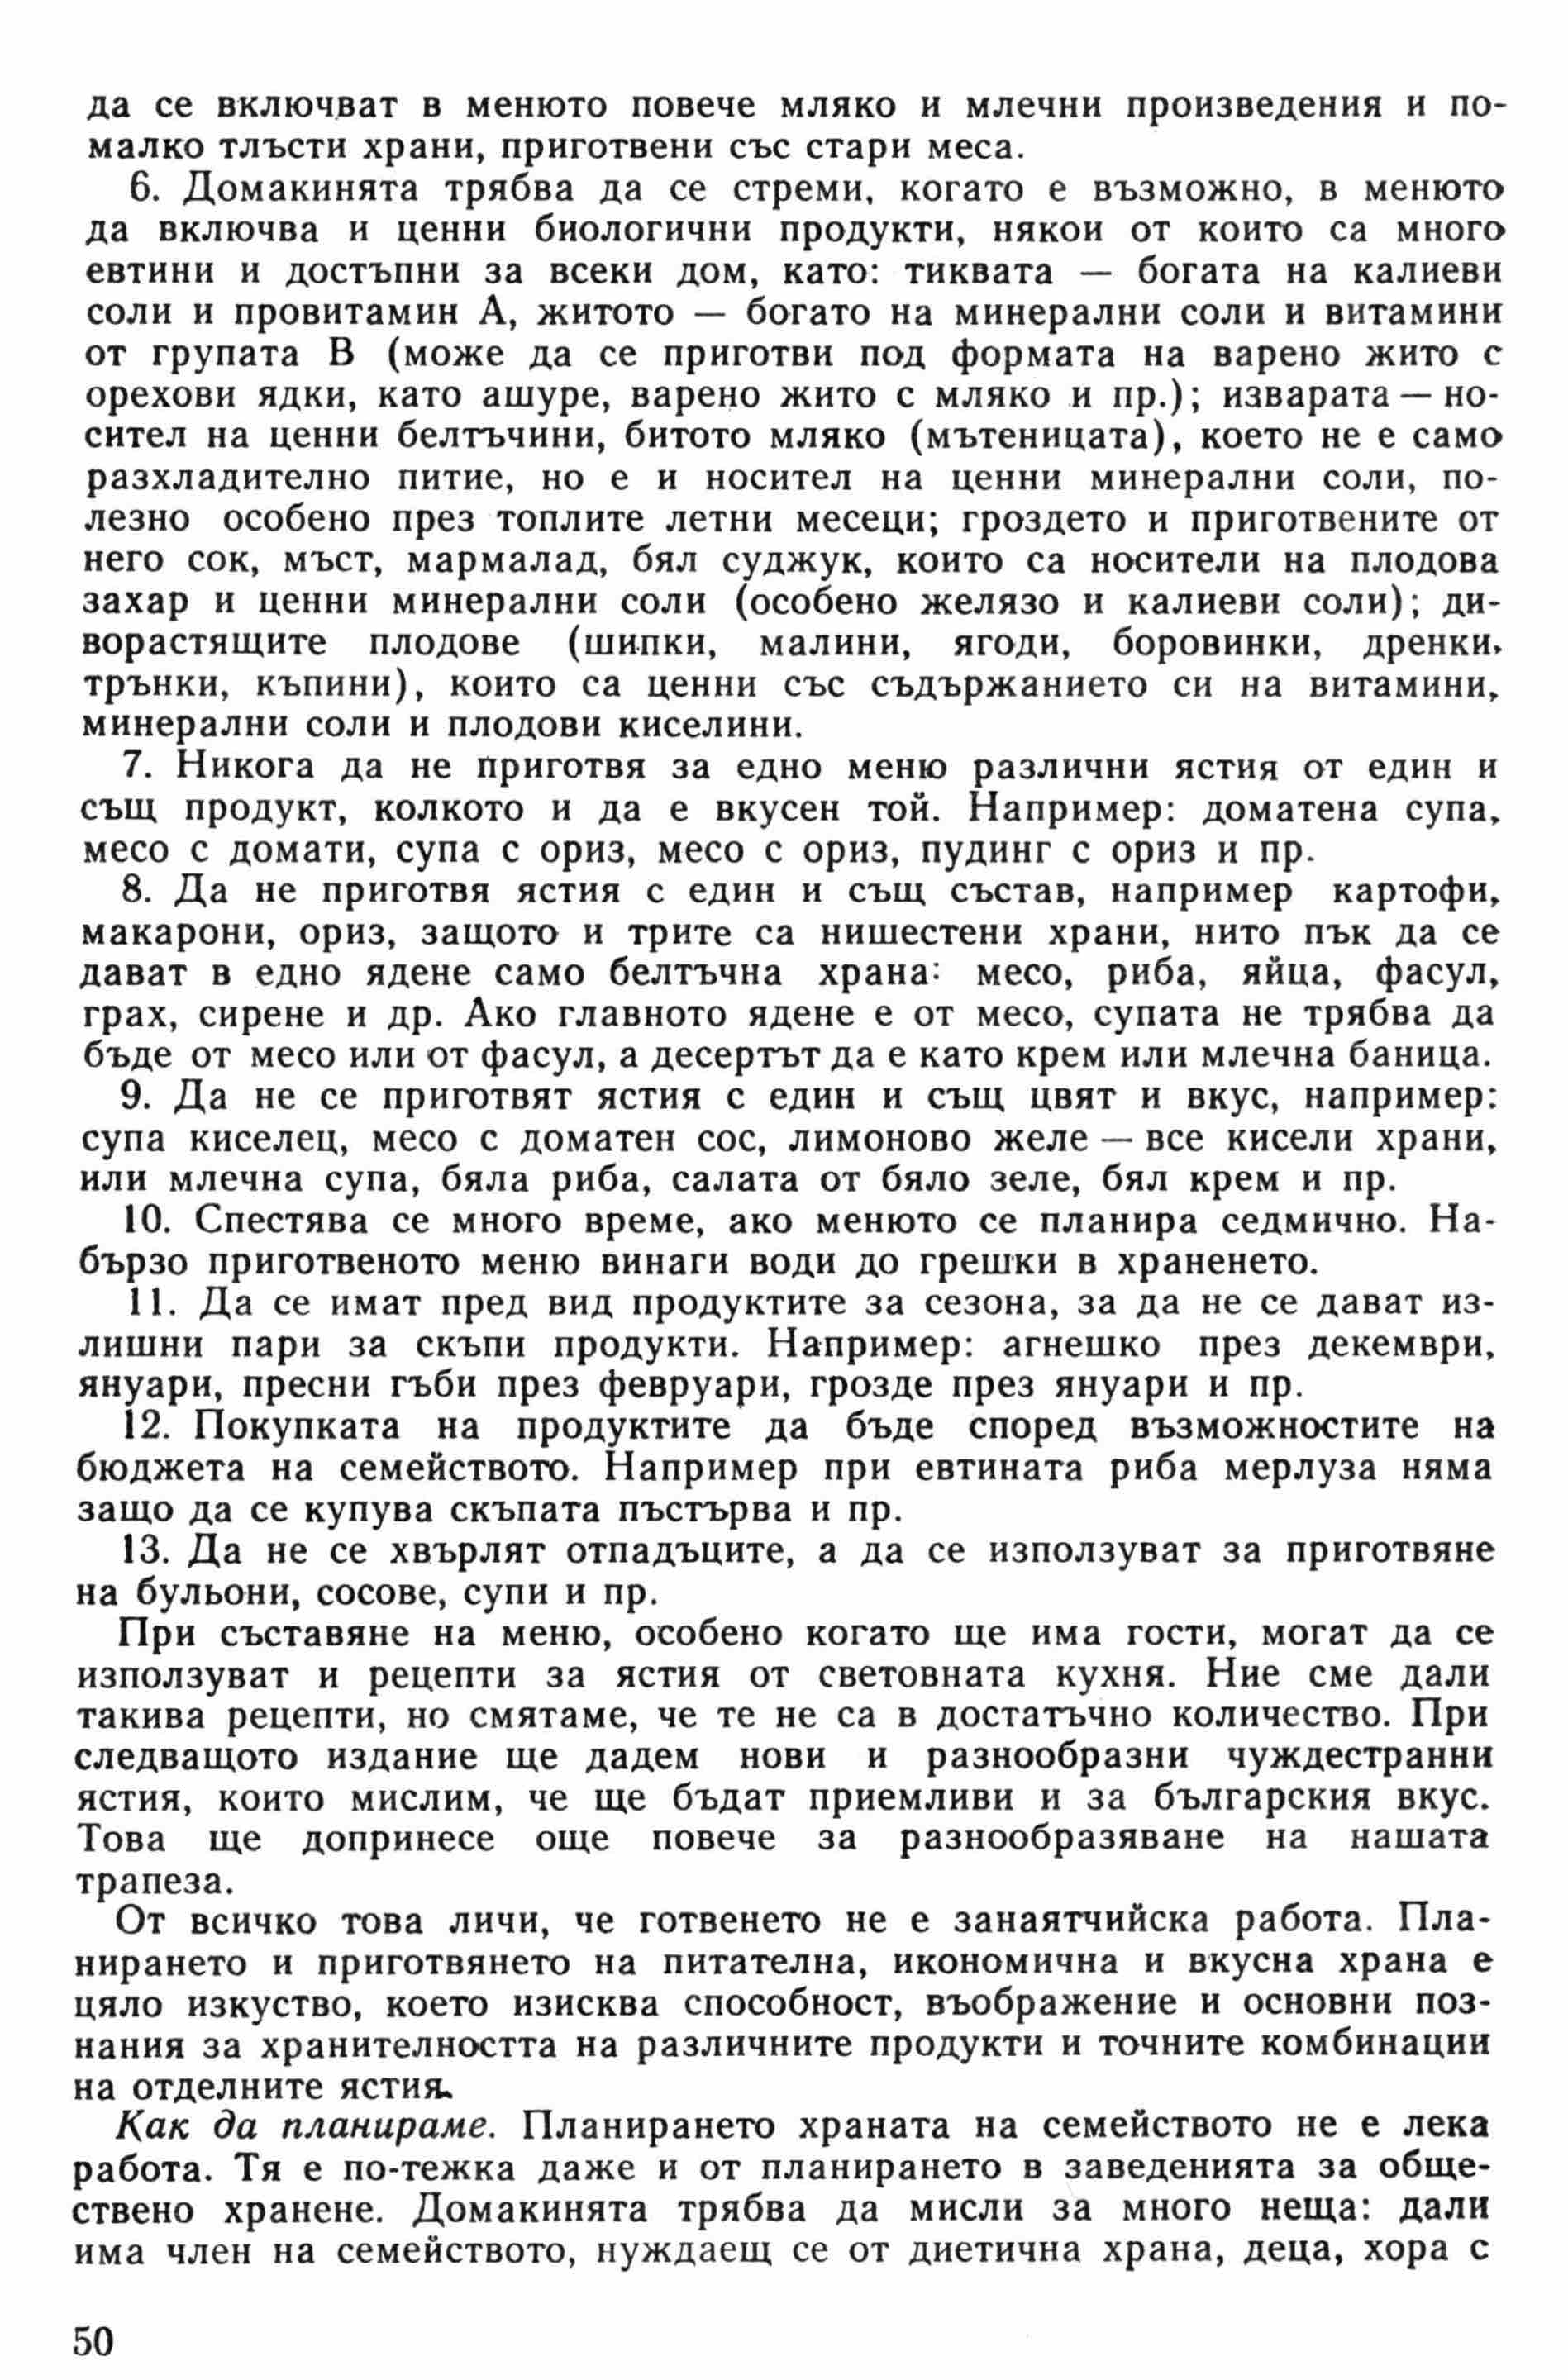 да се включват в менюто повече мляко и млечни произведения и по-
малко тлъсти храни, приготвени със стари меса.
6. Домакинята трябва да се стреми, когато е възможно, в менюто
да включва и ценни биологични продукти, някои от които са много
евтини и достъпни за всеки дом, като: тиквата — богата на калиеви
соли и провитамин А, житото — богато на минерални соли и витамини
от групата В (може да се приготви под формата на варено жито с
орехови ядки, като ашуре, варено жито с мляко и пр.); изварата — но-
сител на ценни белтъчини, битото мляко (мътеницата), което не е само
разхладително питие, но е и носител на ценни минерални соли, по-
лезно особено през топлите летни месеци; гроздето и приготвените от
него сок, мъст, мармалад, бял суджук, които са носители на плодова
захар и ценни минерални соли (особено желязо и калиеви соли); ди-
ворастящите плодове (шипки, малини, ягоди, боровинки, дренки,
трънки, къпини), които са ценни със съдържанието си на витамини,
минерални соли и плодови киселини.
7. Никога да не приготвя за едно меню различни ястия от един и
същ продукт, колкото и да е вкусен той. Например: доматена супа,
месо с домати, супа с ориз, месо с ориз, пудинг с ориз и пр.
8. Да не приготвя ястия с един и същ състав, например картофи,
макарони, ориз, защото и трите са нишестени храни, нито пък да се
дават в едно ядене само белтъчна храна: месо, риба, яйца, фасул,
грах, сирене и др. Ако главното ядене е от месо, супата не трябва да
бъде от месо или от фасул, а десертът да е като крем или млечна баница.
9. Да не се приготвят ястия с един и същ цвят и вкус, например:
супа киселец, месо с доматен сос, лимоново желе — все кисели храни,
или млечна супа, бяла риба, салата от бяло зеле, бял крем и пр.
10. Спестява се много време, ако менюто се планира седмично. На-
бързо приготвеното меню винаги води до грешки в храненето.
11. Да се имат пред вид продуктите за сезона, за да не се дават из-
лишни пари за скъпи продукти. Например: агнешко през декември,
януари, пресни гъби през февруари, грозде през януари и пр.
12. Покупката на продуктите да бъде според възможностите на
бюджета на семейството. Например при евтината риба мерлуза няма
защо да се купува скъпата пъстърва и пр.
13. Да не се хвърлят отпадъците, а да се използуват за приготвяне
на бульони, сосове, супи и пр.
При съставяне на меню, особено когато ще има гости, могат да се
използуват и рецепти за ястия от световната кухня. Ние сме дали
такива рецепти, но смятаме, че те не са в достатъчно количество. При
следващото издание ще дадем нови и разнообразни чуждестранни
ястия, които мислим, че ще бъдат приемливи и за българския вкус.
Това ще допринесе още повече за разнообразяване на нашата
трапеза.
От всичко това личи, че готвенето не е занаятчийска работа. Пла-
нирането и приготвянето на питателна, икономична и вкусна храна е
цяло изкуство, което изисква способност, въображение и основни поз-
нания за хранителността на различните продукти и точните комбинации
на отделните ястия.
Как да планираме. Планирането храната на семейството не е лека
работа. Тя е по-тежка даже и от планирането в заведенията за обще-
ствено хранене. Домакинята трябва да мисли за много неща: дали
има член на семейството, нуждаещ се от диетична храна, деца, хора с
50